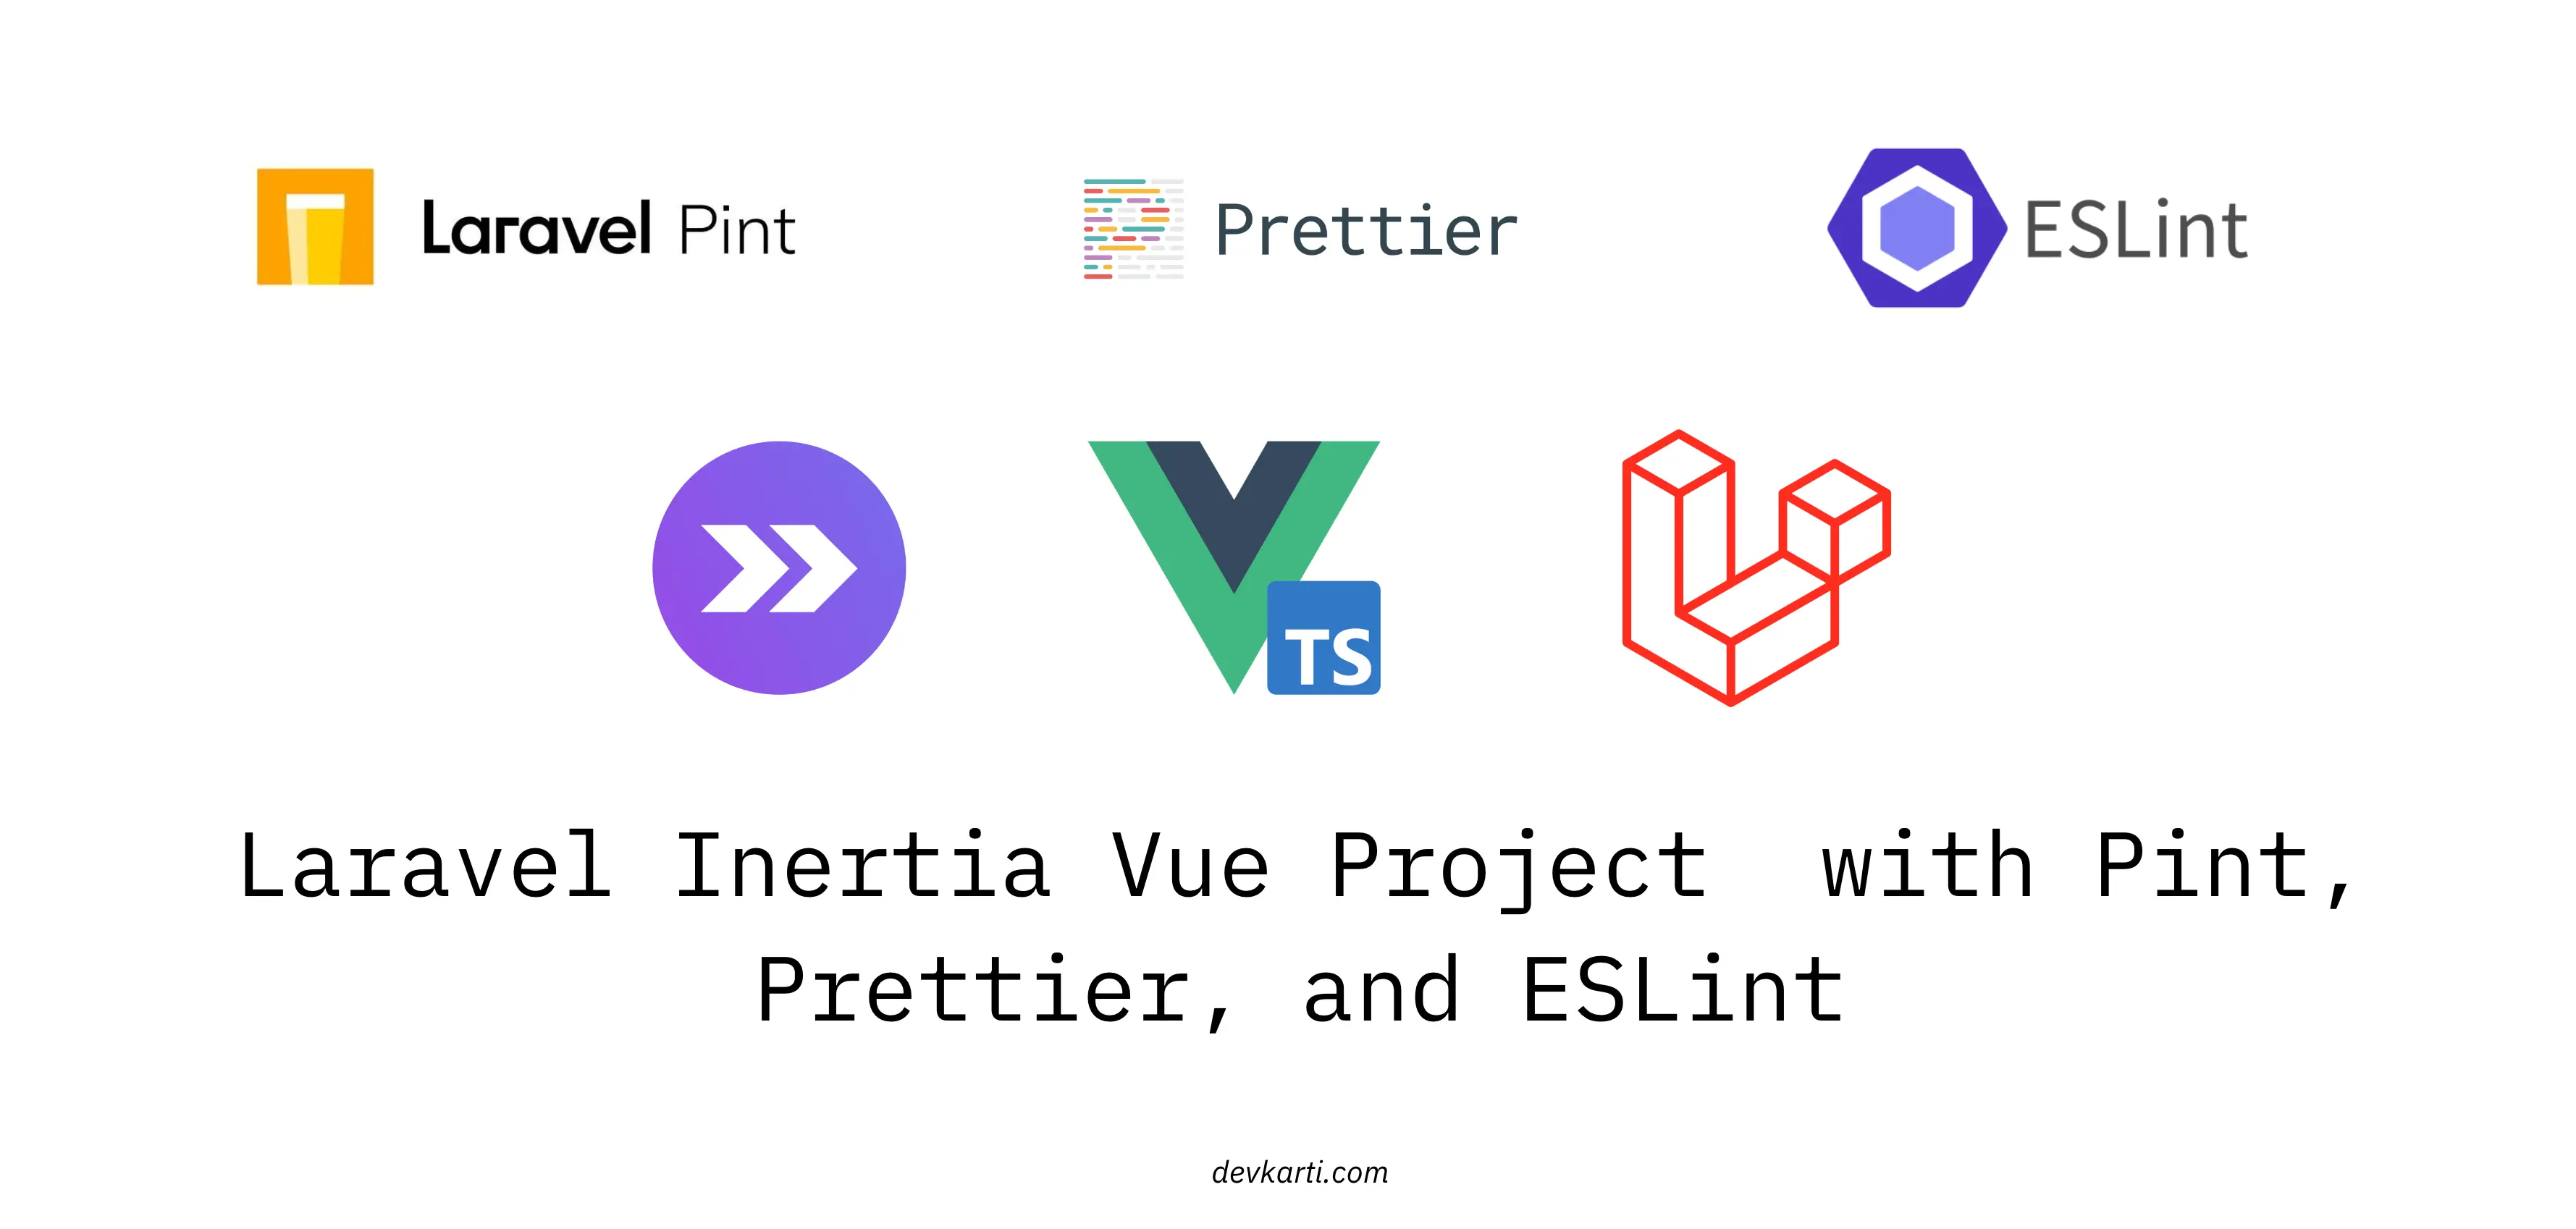 Laravel Pint
Prettier
ESLint
TS
Laravel Inertia Vue Project  with Pint,
Prettier, and ESLint
devkarti.com